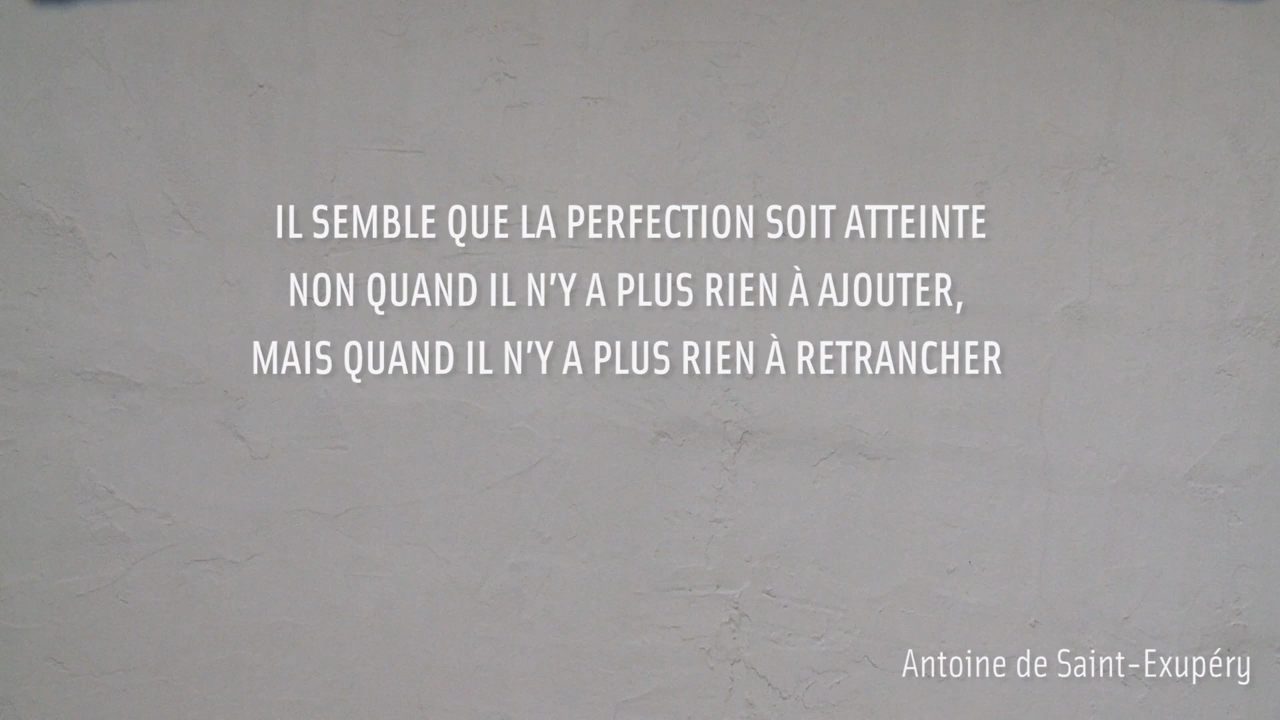 IL SEMBLE QUE LA PERFECTION SOIT ATTEINTE
NON QUAND IL N’Y A PLUS RIEN À AJOUTER,
MAIS QUAND IL N’Y A PLUS RIEN À RETRANCHER
Antoine de Saint-Exupéry